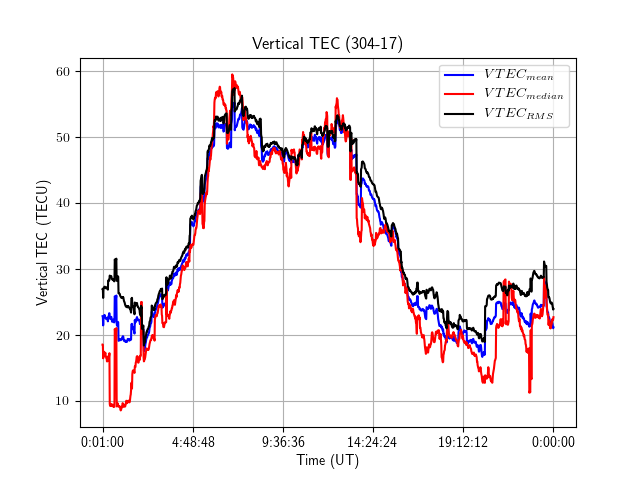 Vertical TEC (304-17)
VTEC_mean
VTEC_median
VTEC_RMS
60
50
40
30
20
10
Vertical TEC (TECU)
0:01:00 4:48:48 9:36:36 14:24:24 19:12:12 0:00:00
Time (UT)